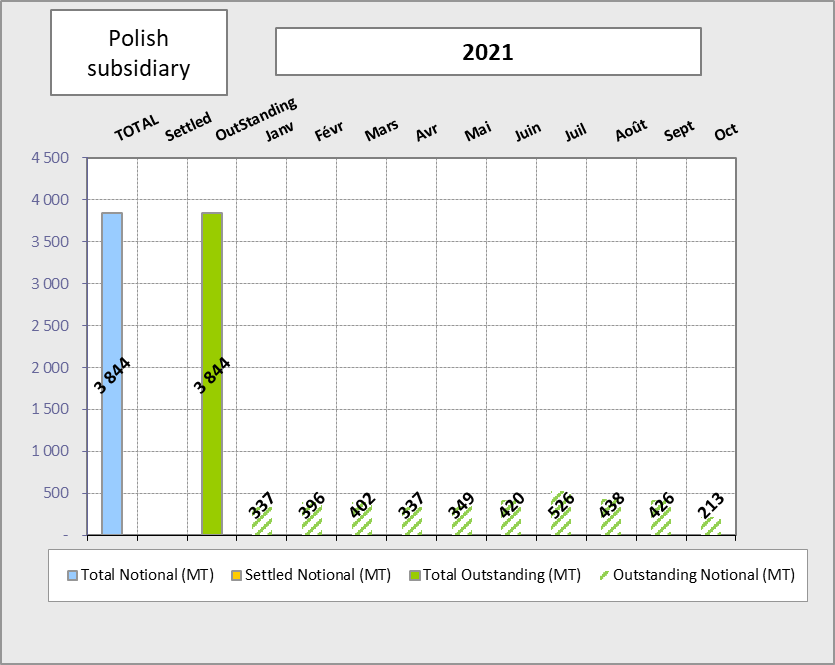 Polish
subsidiary
2021
TOTAL
Settled
OutStanding
Janv
Févr
Mars
Avr
Mai
Juin
Juil
Août
Sept
Oct
4 500
4 000
3 500
3 000
2 500
2 000
1 500
1 000
500
-
3 844
3 844
337
396
402
337
349
420
526
438
426
213
Total Notional (MT)
Settled Notional (MT)
Total Outstanding (MT)
Outstanding Notional (MT)